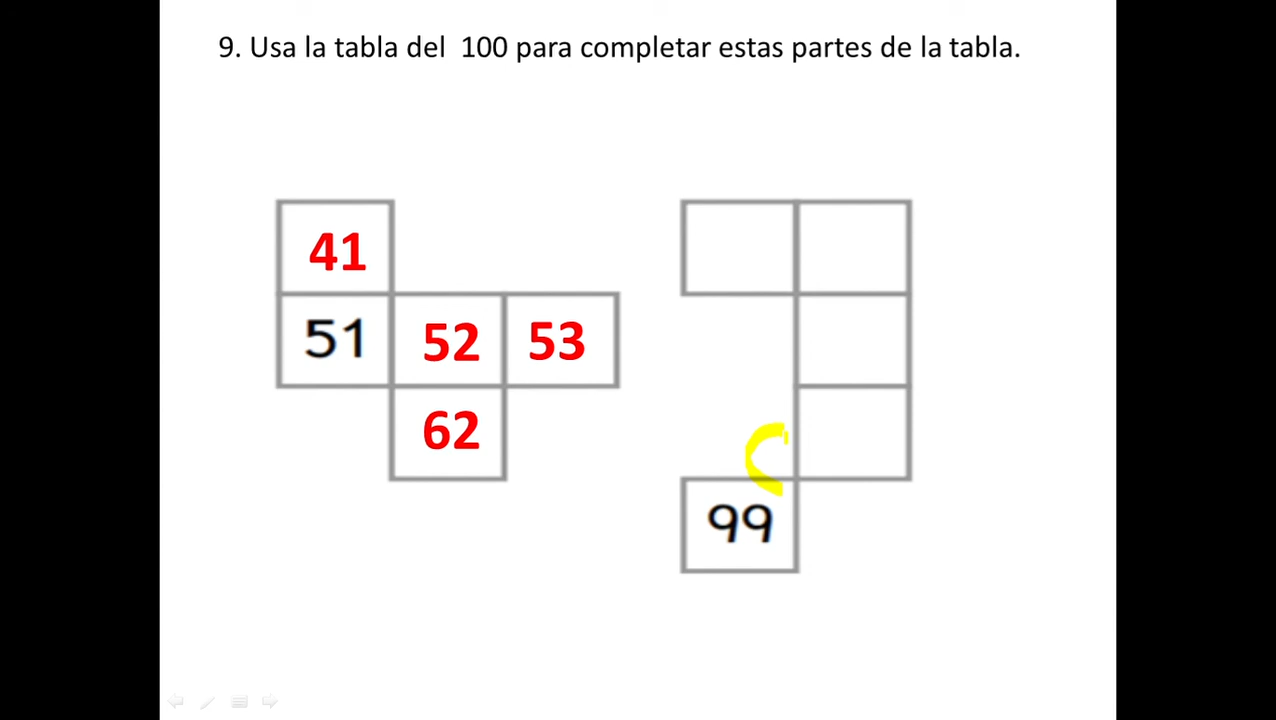 9. Usa la tabla del 100 para completar estas partes de la tabla.
41
51 52 53
62
99